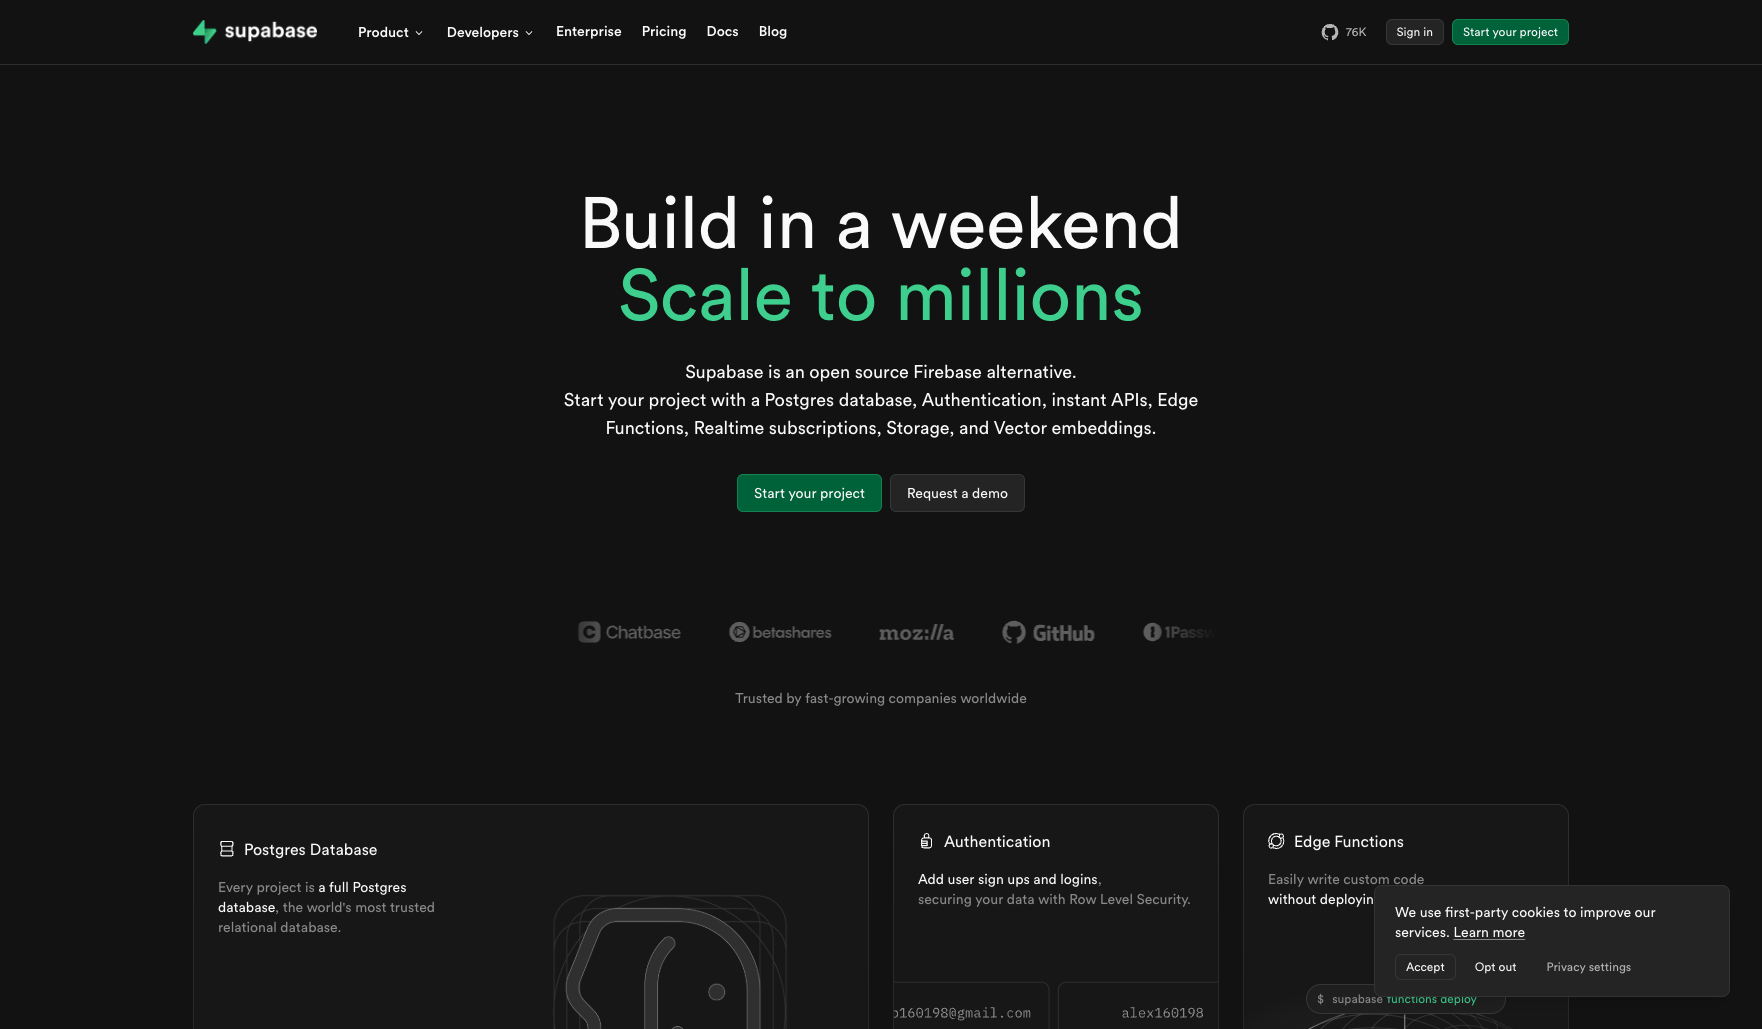 supabase
Product
Developers
Enterprise
Pricing
Docs
Blog
76K
Sign in
Start your project
Build in a weekend
Scale to millions
Supabase is an open source Firebase alternative.
Start your project with a Postgres database, Authentication, instant APIs, Edge
Functions, Realtime subscriptions, Storage, and Vector embeddings.
Start your project
Request a demo
Chatbase
betashares
moz://a
GitHub
1Passw
Trusted by fast-growing companies worldwide
Postgres Database
Every project is a full Postgres
database, the world's most trusted
relational database.
Authentication
Add user sign ups and logins,
securing your data with Row Level Security.
160198@gmail.com
alex160198
Edge Functions
Easily write custom code
without deployin
$ supabase functions deploy
We use first-party cookies to improve our
services. Learn more
Accept
Opt out
Privacy settings